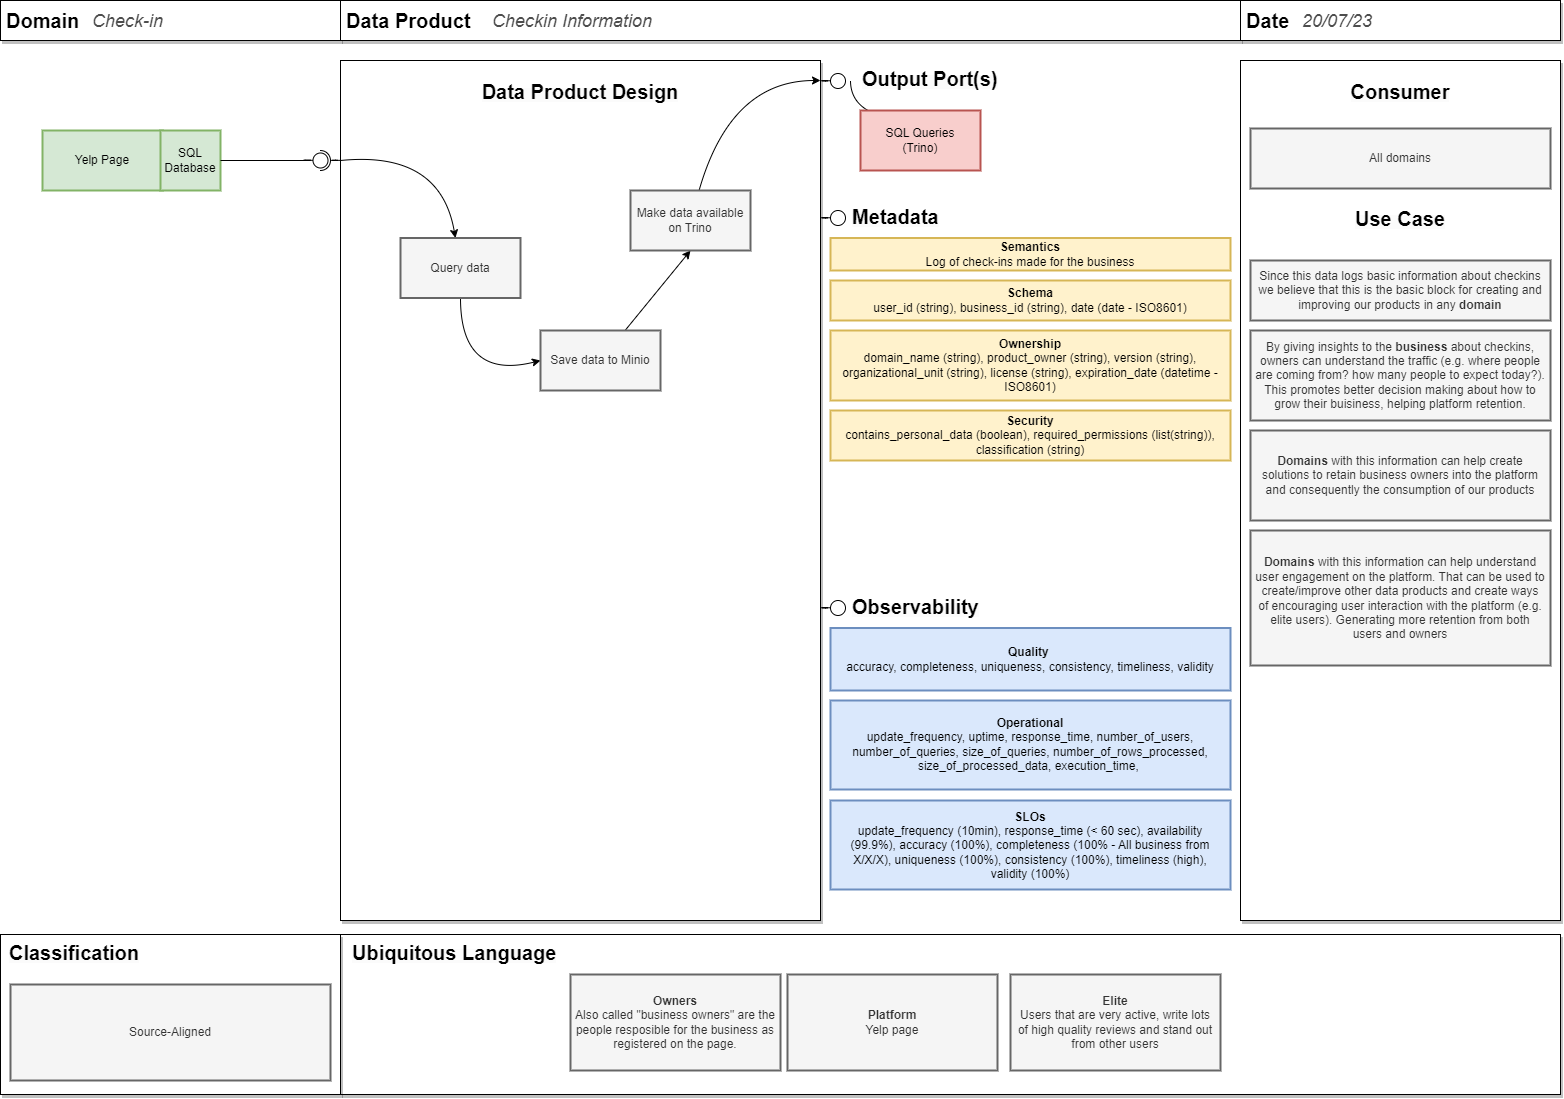 Domain Check-in
Data Product Checkin Information
Date 20/07/23
Yelp Page
SQL
Database
Data Product Design
Query data
Save data to Minio
Make data available
on Trino
Output Port(s)
SQL Queries
(Trino)
Metadata
Semantics
Log of check-ins made for the business
Schema
user_id (string), business_id (string), date (date - ISO8601)
Ownership
domain_name (string), product_owner (string), version (string),
organizational_unit (string), license (string), expiration_date (datetime -
ISO8601)
Security
contains_personal_data (boolean), required_permissions (list(string)),
classification (string)
Observability
Quality
accuracy, completeness, uniqueness, consistency, timeliness, validity
Operational
update_frequency, uptime, response_time, number_of_users,
number_of_queries, size_of_queries, number_of_rows_processed,
size_of_processed_data, execution_time,
SLOs
update_frequency (10min), response_time (< 60 sec), availability
(99.9%), accuracy (100%), completeness (100% - All business from
X/X/X), uniqueness (100%), consistency (100%), timeliness (high),
validity (100%)
Consumer
All domains
Use Case
Since this data logs basic information about checkins
we believe that this is the basic block for creating and
improving our products in any domain
By giving insights to the business about checkins,
owners can understand the traffic (e.g. where people
are coming from? how many people to expect today?).
This promotes better decision making about how to
grow their business, helping platform retention.
Domains with this information can help create
solutions to retain business owners into the platform
and consequently the consumption of our products
Domains with this information can help understand
user engagement on the platform. That can be used to
create/improve other data products and create ways
of encouraging user interaction with the platform (e.g.
elite users). Generating more retention from both
users and owners
Classification
Source-Aligned
Ubiquitous Language
Owners
Also called "business owners" are the
people resposible for the business as
registered on the page.
Platform
Yelp page
Elite
Users that are very active, write lots
of high quality reviews and stand out
from other users